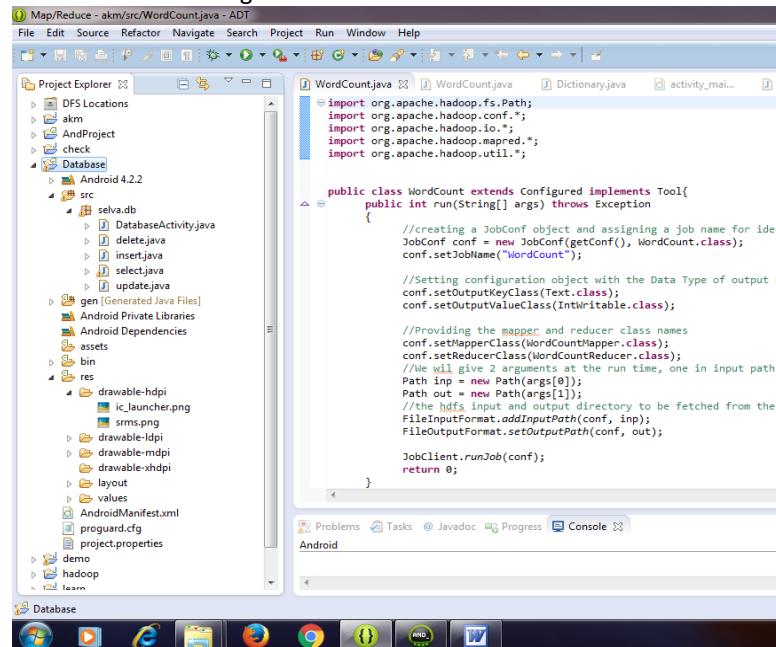 Map/Reduce - akm/src/WordCount.java - ADT
File Edit Source Refactor Navigate Search Project Run Window Help
Project Explorer
DFS Locations
akm
AndProject
check
Database
Android 4.2.2
src
selva.db
DatabaseActivity.java
delete.java
insert.java
select.java
update.java
gen [Generated Java Files]
Android Private Libraries
Android Dependencies
assets
bin
res
drawable-hdpi
ic_launcher.png
srms.png
drawable-ldpi
drawable-mdpi
drawable-xhdpi
layout
values
AndroidManifest.xml
proguard.cfg
project.properties
demo
hadoop
learn
WordCount.java WordCount.java Dictionary.java activity_mai...
import org.apache.hadoop.fs.Path;
import org.apache.hadoop.conf.*;
import org.apache.hadoop.io.*;
import org.apache.hadoop.mapred.*;
import org.apache.hadoop.util.*;
public class WordCount extends Configured implements Tool{
public int run(String[] args) throws Exception
{
//creating a JobConf object and assigning a job name for ide
JobConf conf = new JobConf(getConf(), WordCount.class);
conf.setJobName("WordCount");
//Setting configuration object with the Data Type of output
conf.setOutputKeyClass(Text.class);
conf.setOutputValueClass(IntWritable.class);
//Providing the mapper and reducer class names
conf.setMapperClass(WordCountMapper.class);
conf.setReducerClass(WordCountReducer.class);
//We wil give 2 arguments at the run time, one in input path
Path inp = new Path(args[0]);
Path out = new Path(args[1]);
//the hdfs input and output directory to be fetched from the
FileInputFormat.addInputPath(conf, inp);
FileOutputFormat.setOutputPath(conf, out);
JobClient.runJob(conf);
return 0;
}
Problems Tasks @ Javadoc Progress Console
Android
Database